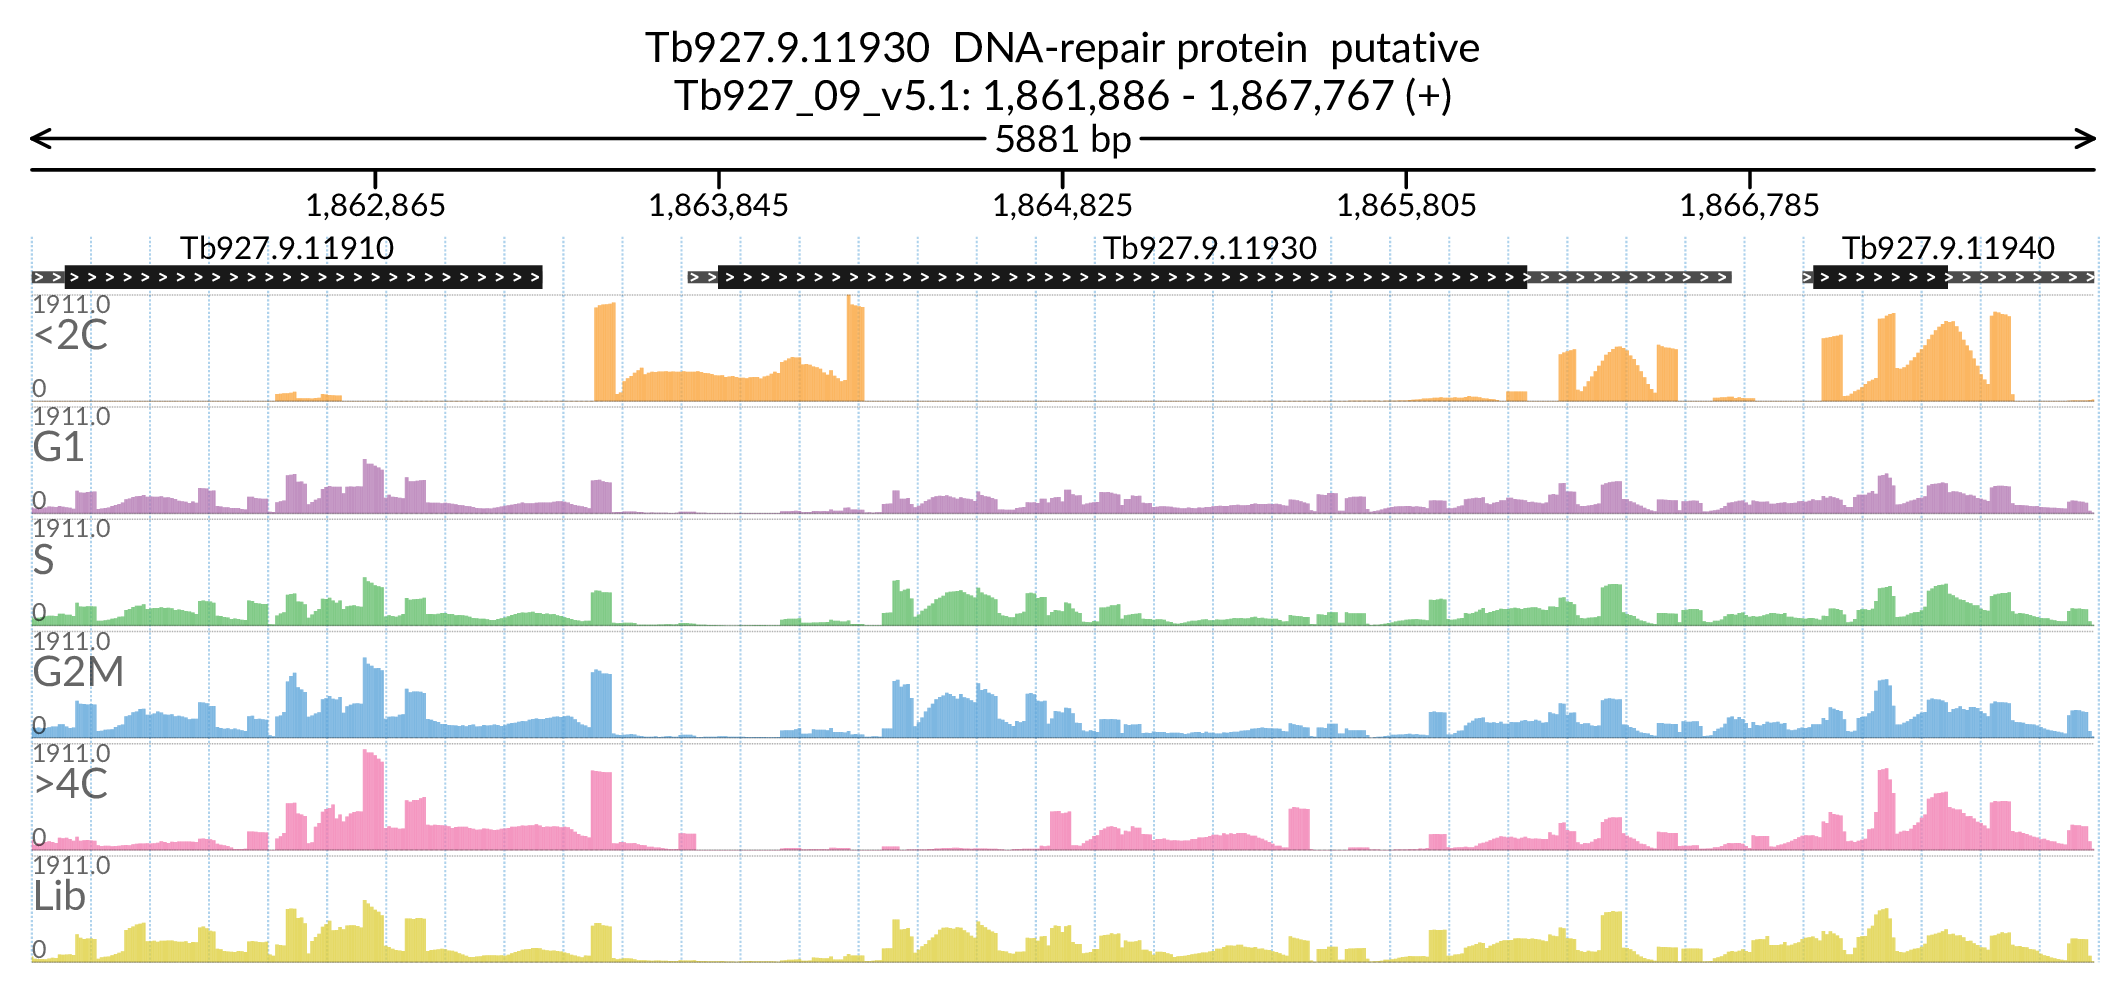 Tb927.9.11930 DNA-repair protein putative
Tb927_09_v5.1: 1,861,886 - 1,867,767 (+)
5881 bp
1,862,865 1,863,845 1,864,825 1,865,805 1,866,785
Tb927.9.11910 Tb927.9.11930 Tb927.9.11940
1911.0
<2C
0
1911.0
G1
0
1911.0
S
0
1911.0
G2M
0
1911.0
>4C
0
1911.0
Lib
0